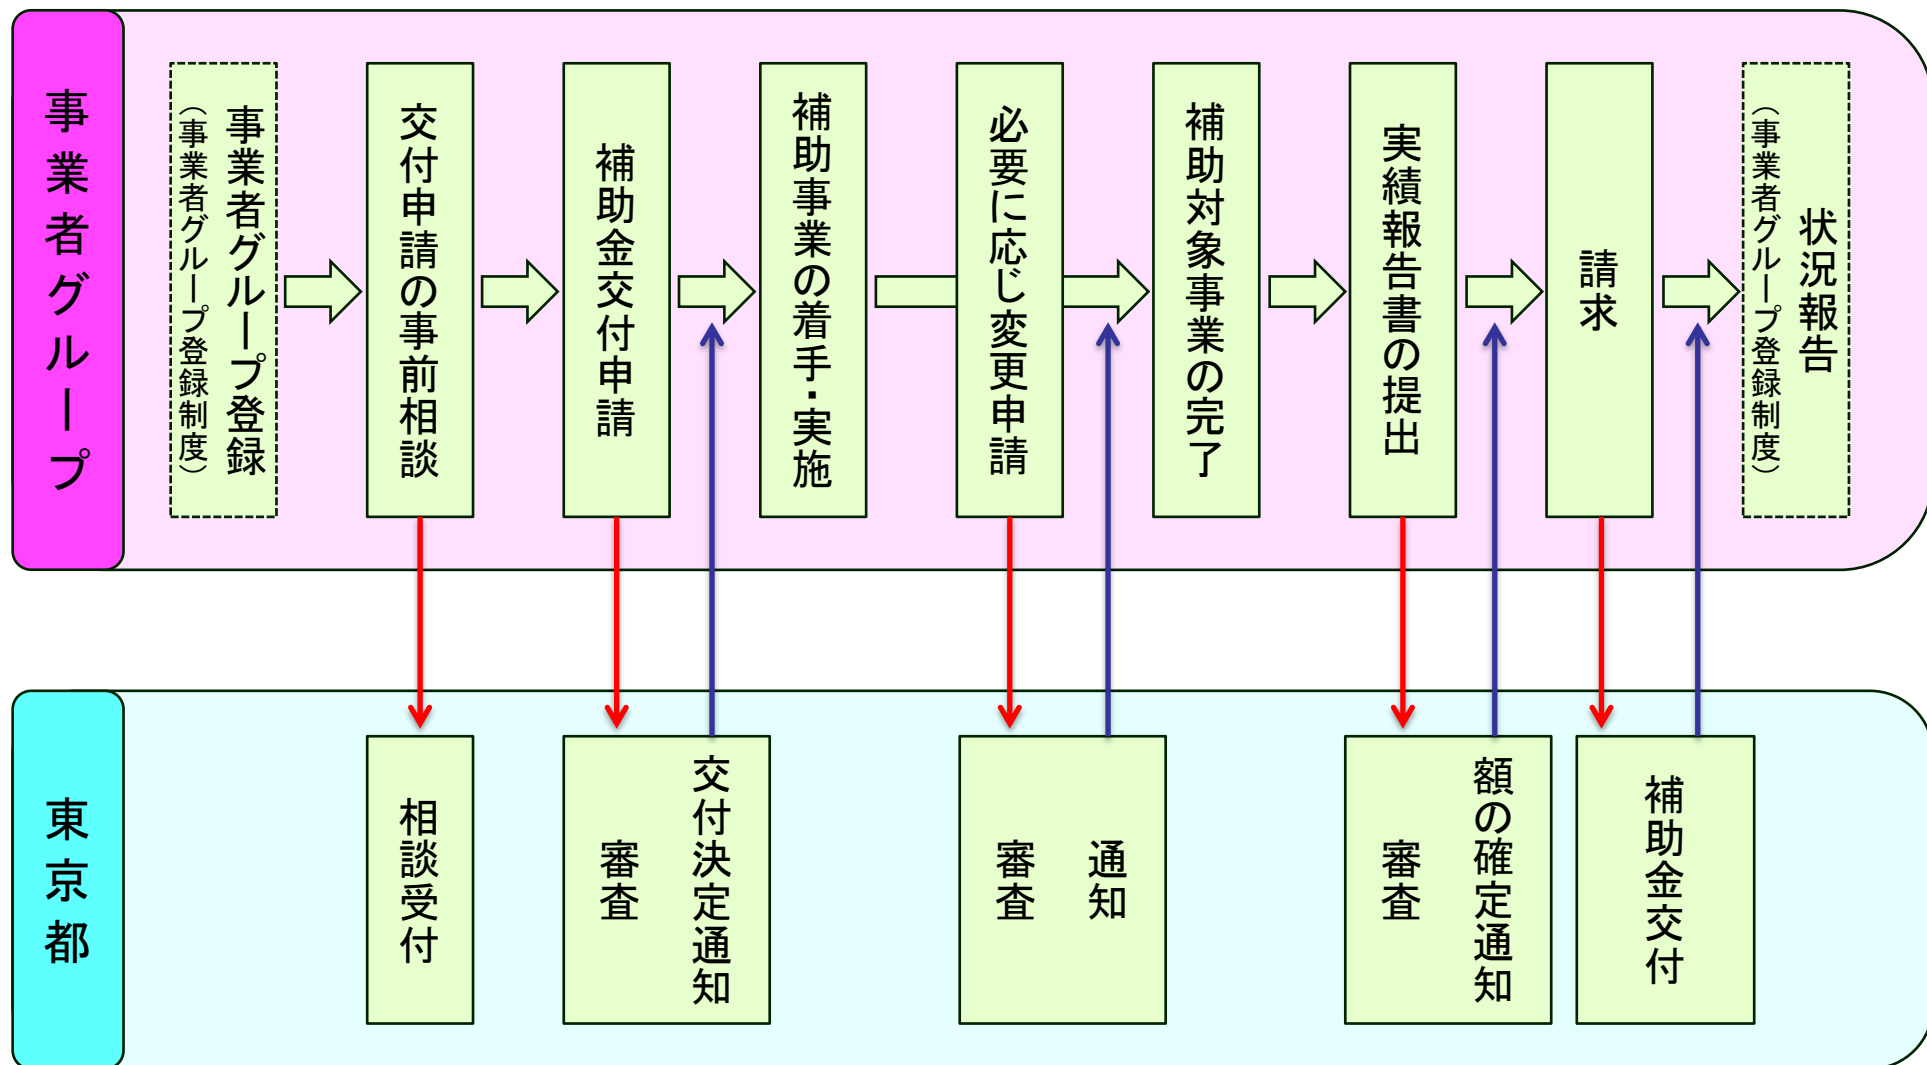 事業者グループ
事業者グループ登録
（事業者グループ登録制度）
交付申請の事前相談
補助金交付申請
補助事業の着手・実施
必要に応じ変更申請
補助対象事業の完了
実績報告書の提出
請求
状況報告
（事業者グループ登録制度）
東京都
相談受付
審査
交付決定通知
審査
通知
審査
額の確定通知
補助金交付